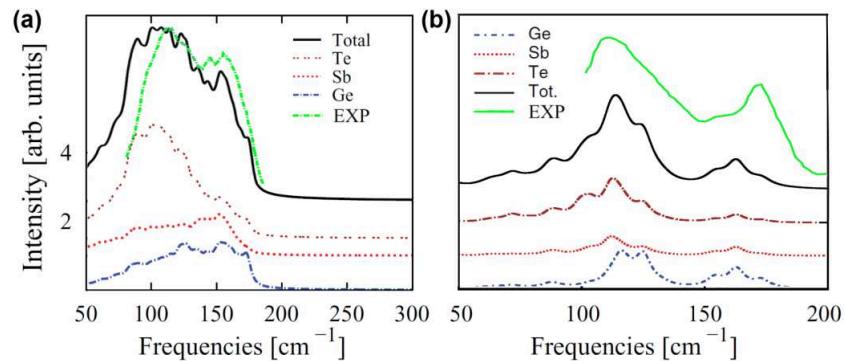 (a)
Intensity [arb. units]
4
2
Total
Te
Sb
Ge
EXP
50 100 150 200 250 300
Frequencies [cm −1]
(b)
Ge
Sb
Te
Tot.
EXP
50 100 150 200
Frequencies [cm −1]